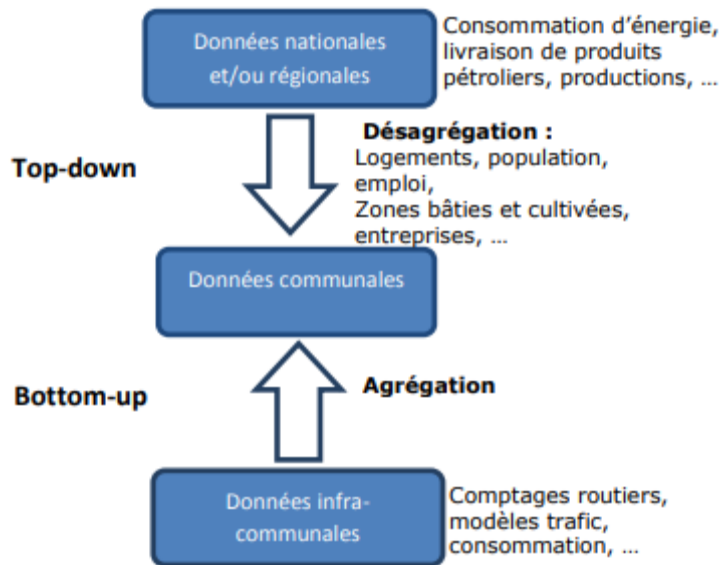 Données nationales
et/ou régionales
Consommation d’énergie,
livraison de produits
pétroliers, productions, ...
Top-down
Désagrégation :
Logements, population,
emploi,
Zones bâties et cultivées,
entreprises, ...
Données communales
Bottom-up
Agrégation
Données infra-
communales
Comptages routiers,
modèles trafic,
consommation, ...